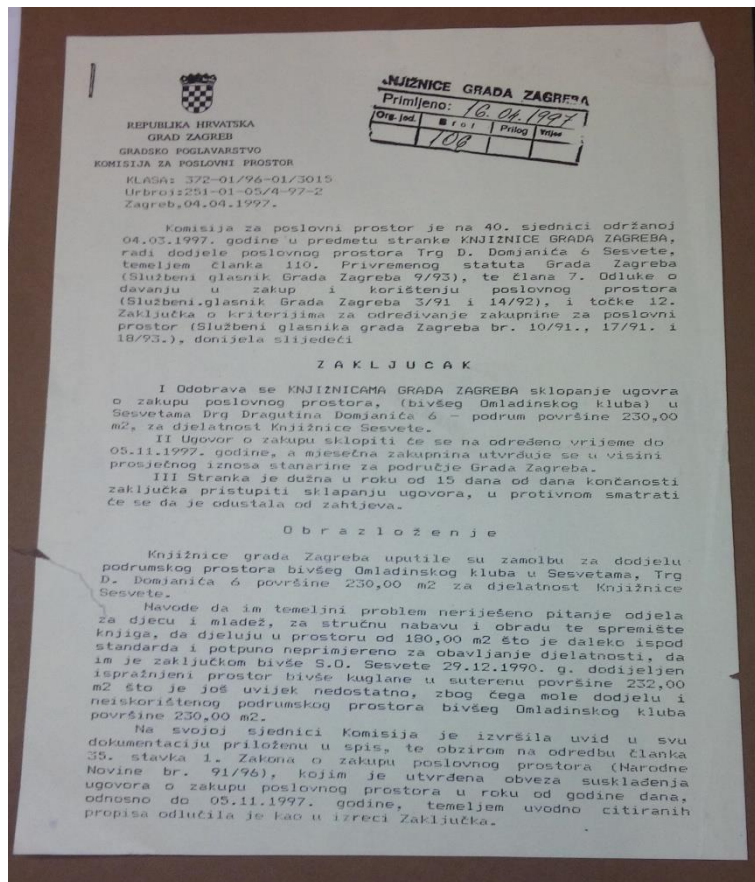 REPUBLIKA HRVATSKA
GRAD ZAGREB
GRADSKO POGLAVARSTVO
KOMISIJA ZA POSLOVNI PROSTOR
KNJIŽNICE GRADA ZAGREBA
Primljeno: 16.04.1997
Org. jed. Broj Prilog
106
KLASA: 372-01/96-01/3015
Urbroj:251-01-05/4-97-2
Zagreb,04.04.1997.
Komisija za poslovni prostor je na 40. sjednici održanoj
04.03.1997. godine u predmetu stranke KNJIŽNICE GRADA ZAGREBA,
radi dodjele poslovnog prostora Trg D. Domjanića 6 Sesvete,
temeljem članka 110. Privremenog statuta Grada Zagreba
(Službeni glasnik Grada Zagreba 9/93), te člana 7. Odluke o
davanju u zakup i korištenju poslovnog prostora
(Službeni.glasnik Grada Zagreba 3/91 i 14/92), i točke 12.
Zaključka o kriterijima za određivanje zakupnine za poslovni
prostor (Službeni glasnika grada Zagreba br. 10/91., 17/91. i
18/93.), donijela slijedeći
Z A K L J U C A K
I Odobrava se KNJIŽNICAMA GRADA ZAGREBA sklopanje ugovra
o zakupu poslovnog prostora, (bivšeg Omladinskog kluba) u
Sesvetama Drg Dragutina Domjanića 6 - podrum površine 230,00
m2, za djelatnost Knjižnice Sesvete.
II Ugovor o zakupu sklopiti će se na određeno vrijeme do
05.11.1997. godine, a mjesečna zakupnina utvrđuje se u visini
prosječnog iznosa stanarine za područje Grada Zagreba.
III Stranka je dužna u roku od 15 dana od dana končanosti
zaključka pristupiti sklapanju ugovora, u protivnom smatrati
će se da je odustala od zahtjeva.
O b r a z l o ž e n j e
Knjižnice grada Zagreba uputile su zamolbu za dodjelu
podrumskog prostora bivšeg Omladinskog kluba u Sesvetama, Trg
D. Domjanića 6 površine 230,00 m2 za djelatnost Knjižnice
Sesvete.
Navode da im temeljni problem neriješeno pitanje odjela
za djecu i mladež, za stručnu nabavu i obradu te spremište
knjiga, da djeluju u prostoru od 180,00 m2 što je daleko ispod
standarda i potpuno neprimjereno za obavljanje djelatnosti, da
im je zaključkom bivše S.O. Sesvete 29.12.1990. g. dodijeljen
ispražnjeni prostor bivše kuglane u suterenu površine 232,00
m2 što je još uvijek nedostatno, zbog čega mole dodjelu i
neiskorištenog podrumskog prostora bivšeg Omladinskog kluba
površine 230,00 m2.
Na svojoj sjednici Komisija je izvršila uvid u svu
dokumentaciju priloženu u spis, te obzirom na odredbu članka
35. stavka 1. Zakona o zakupu poslovnog prostora (Narodne
Novine br. 91/96), kojim je utvrđena obveza susklađenja
ugovora o zakupu poslovnog prostora u roku od godine dana,
odnosno do 05.11.1997. godine, temeljem uvodno citiranih
propisa odlučila je kao u izreci Zaključka.